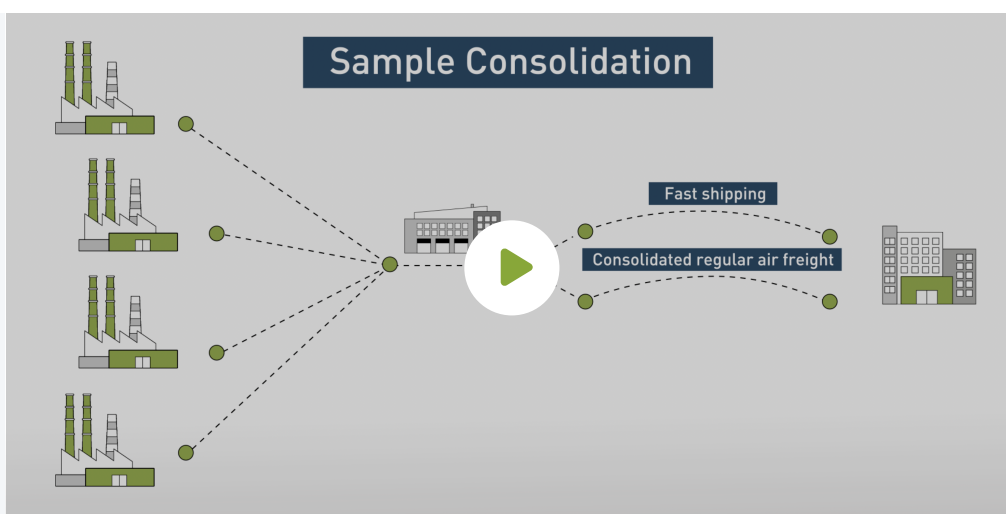 Sample Consolidation
Fast shipping
Consolidated regular air freight